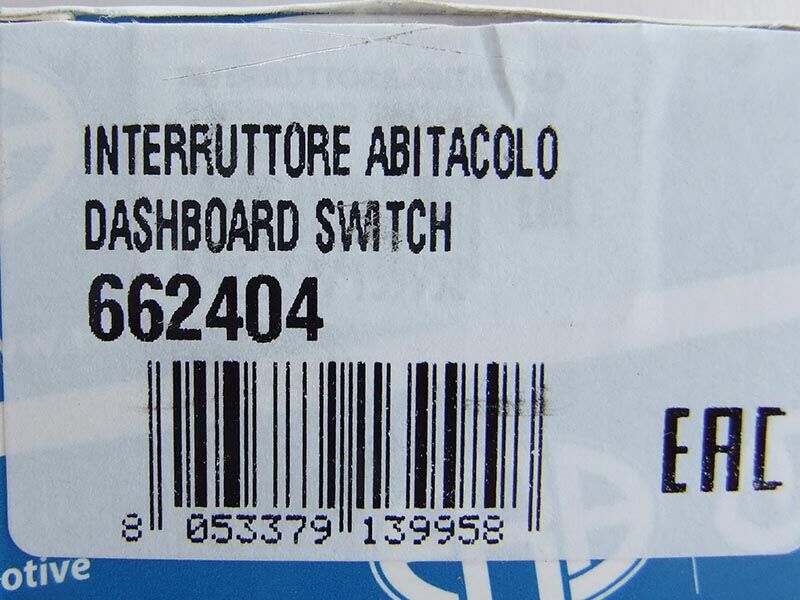 INTERRUTTORE ABITACOLO
DASHBOARD SWITCH
662404
8 053379 139958
EAC
otive